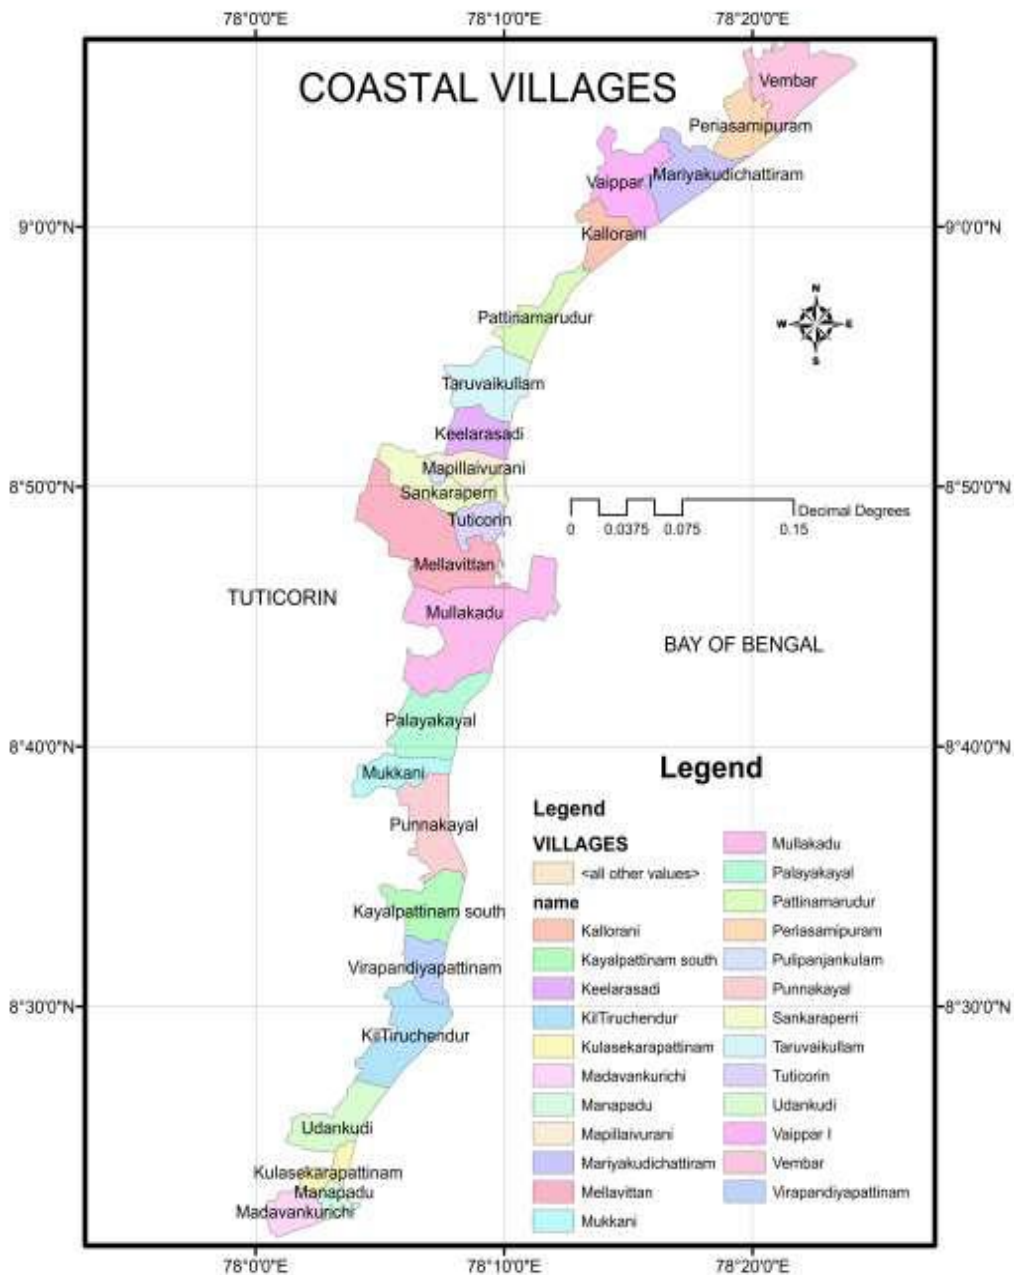 78°0'0"E 78°10'0"E 78°20'0"E
COASTAL VILLAGES
Vembar
Periasamipuram
Mariyakudichattiram
Vaippar I
9°0'0"N 9°0'0"N
Kallorani
N
W E
S
Pattinamarudur
Taruvaikullam
Keelarasadi
Mapillaivurani
8°50'0"N 8°50'0"N
Sankaraperri
Decimal Degrees
0 0.0375 0.075 0.15
Tuticorin
Mellavittan
TUTICORIN
Mullakadu
BAY OF BENGAL
Palayakayal
8°40'0"N 8°40'0"N
Mukkani
Punnakayal
Kayalpattinam south
Virapandiyapattinam
8°30'0"N 8°30'0"N
KilTiruchendur
Udankudi
Kulasekarapattinam
Manapadu
Madavankurichi
Legend
Legend
VILLAGES
<all other values>
name
Kallorani
Kayalpattinam south
Keelarasadi
KilTiruchendur
Kulasekarapattinam
Madavankurichi
Manapadu
Mapillaivurani
Mariyakudichattiram
Mellavittan
Mukkani
Mullakadu
Palayakayal
Pattinamarudur
Periasamipuram
Pulipanjankulam
Punnakayal
Sankaraperri
Taruvaikullam
Tuticorin
Udankudi
Vaippar I
Vembar
Virapandiyapattinam
78°0'0"E 78°10'0"E 78°20'0"E